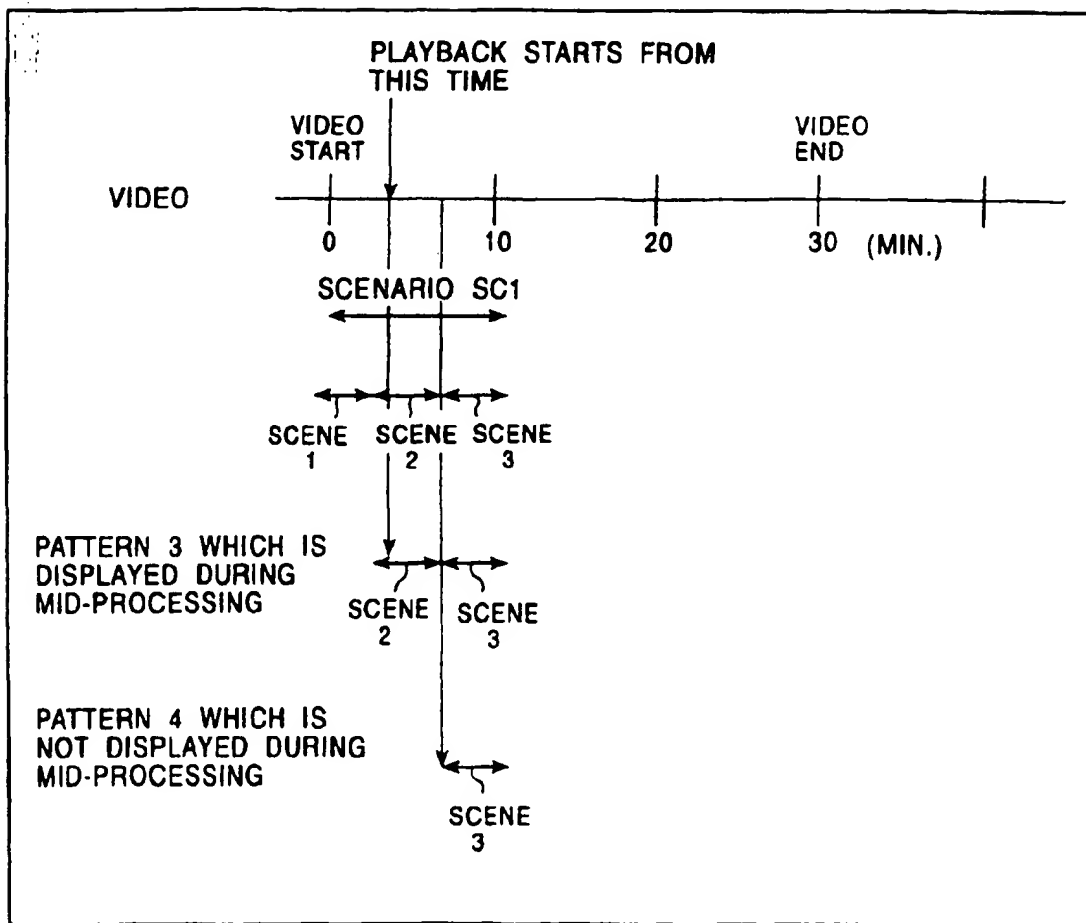 PLAYBACK STARTS FROM
THIS TIME
VIDEO
START
VIDEO
END
VIDEO
0
10
20
30
(MIN.)
SCENARIO SC1
SCENE
1
SCENE
2
SCENE
3
PATTERN 3 WHICH IS
DISPLAYED DURING
MID-PROCESSING
SCENE
2
SCENE
3
PATTERN 4 WHICH IS
NOT DISPLAYED DURING
MID-PROCESSING
SCENE
3